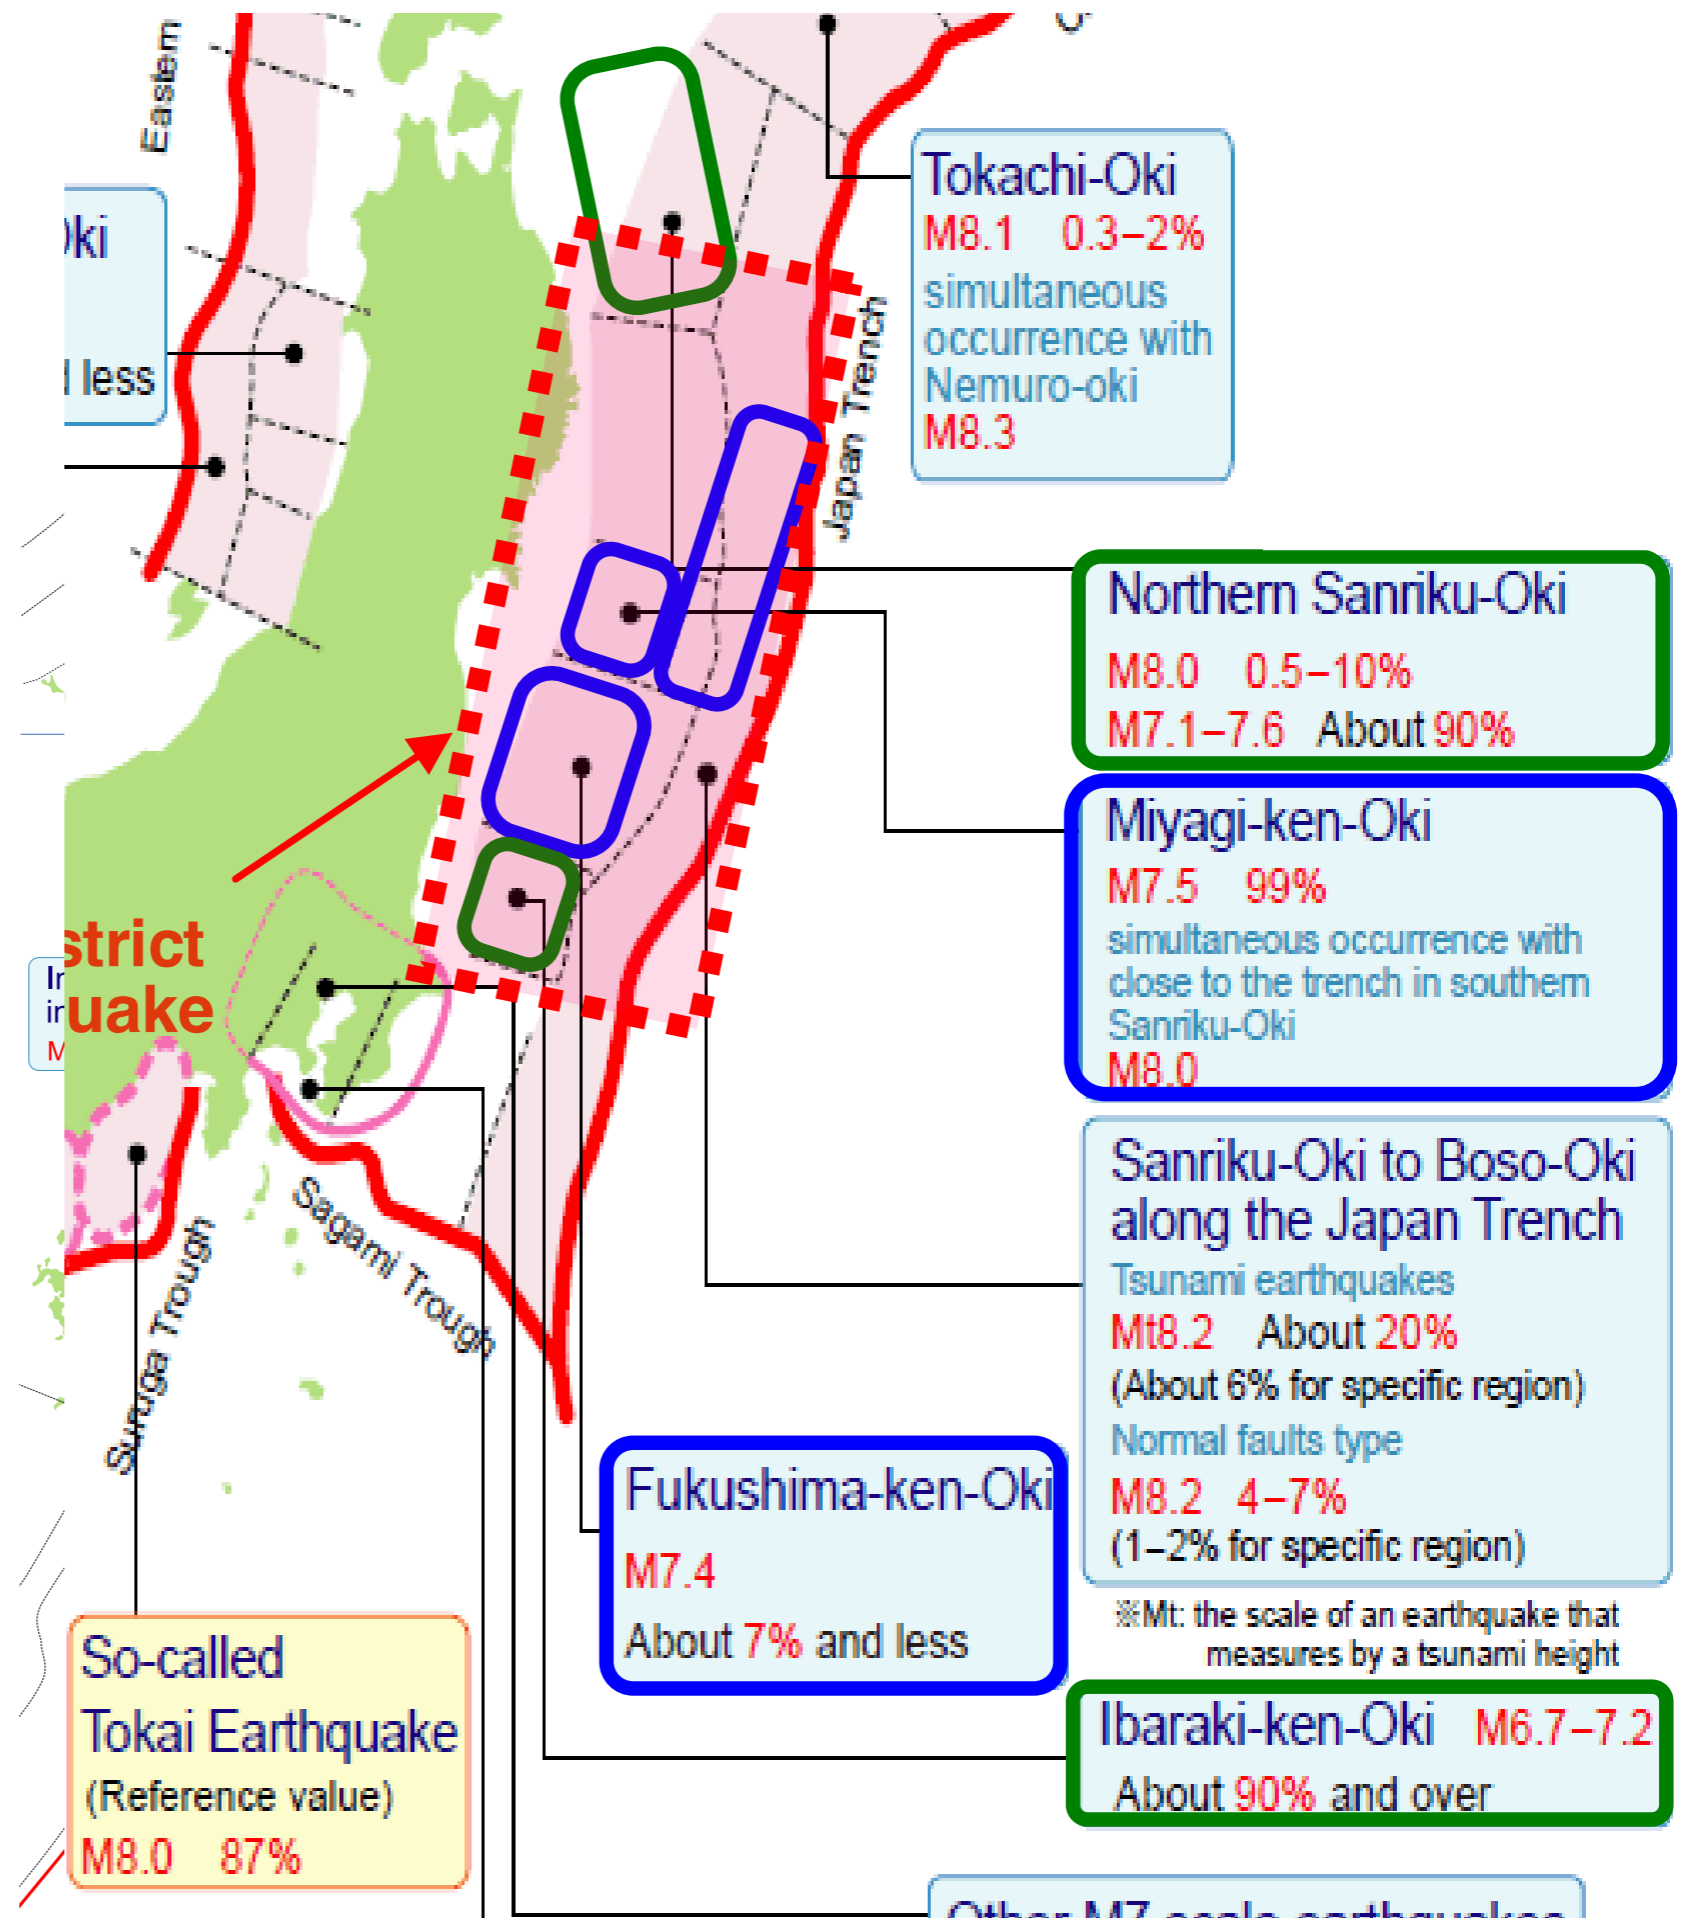 Eastern
Oki
less
Tokachi-Oki
M8.1 0.3–2%
simultaneous
occurrence with
Nemuro-oki
M8.3
Japan Trench
Northern Sanriku-Oki
M8.0 0.5–10%
M7.1–7.6 About 90%
Miyagi-ken-Oki
M7.5 99%
simultaneous occurrence with
close to the trench in southern
Sanriku-Oki
M8.0
strict
uake
Sanriku-Oki to Boso-Oki
along the Japan Trench
Tsunami earthquakes
Mt8.2 About 20%
(About 6% for specific region)
Normal faults type
M8.2 4–7%
(1–2% for specific region)
※Mt: the scale of an earthquake that
measures by a tsunami height
Sagami Trough
Suruga Trough
Fukushima-ken-Oki
M7.4
About 7% and less
Ibaraki-ken-Oki M6.7–7.2
About 90% and over
So-called
Tokai Earthquake
(Reference value)
M8.0 87%
Other M7 scale earthquakes